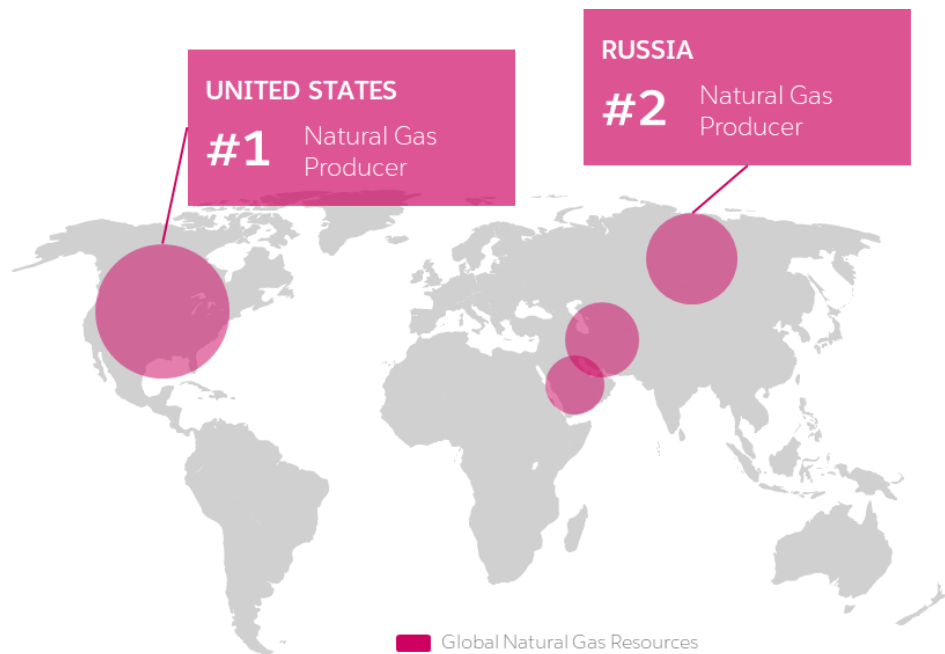 UNITED STATES
#1
Natural Gas
Producer
RUSSIA
#2
Natural Gas
Producer
Global Natural Gas Resources